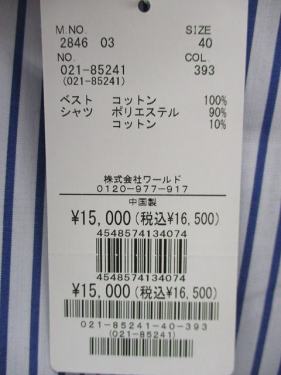 M.NO. SIZE
2846 03 40
NO. COL.
021-85241 393
(021-85241)
ベスト コットン 100%
シャツ ポリエステル 90%
コットン 10%
株式会社ワールド
0120-977-917
中国製
¥15,000(税込¥16,500)
4548574134074
4548574134074
¥15,000(税込¥16,500)
021-85241-40-393
(021-85241)